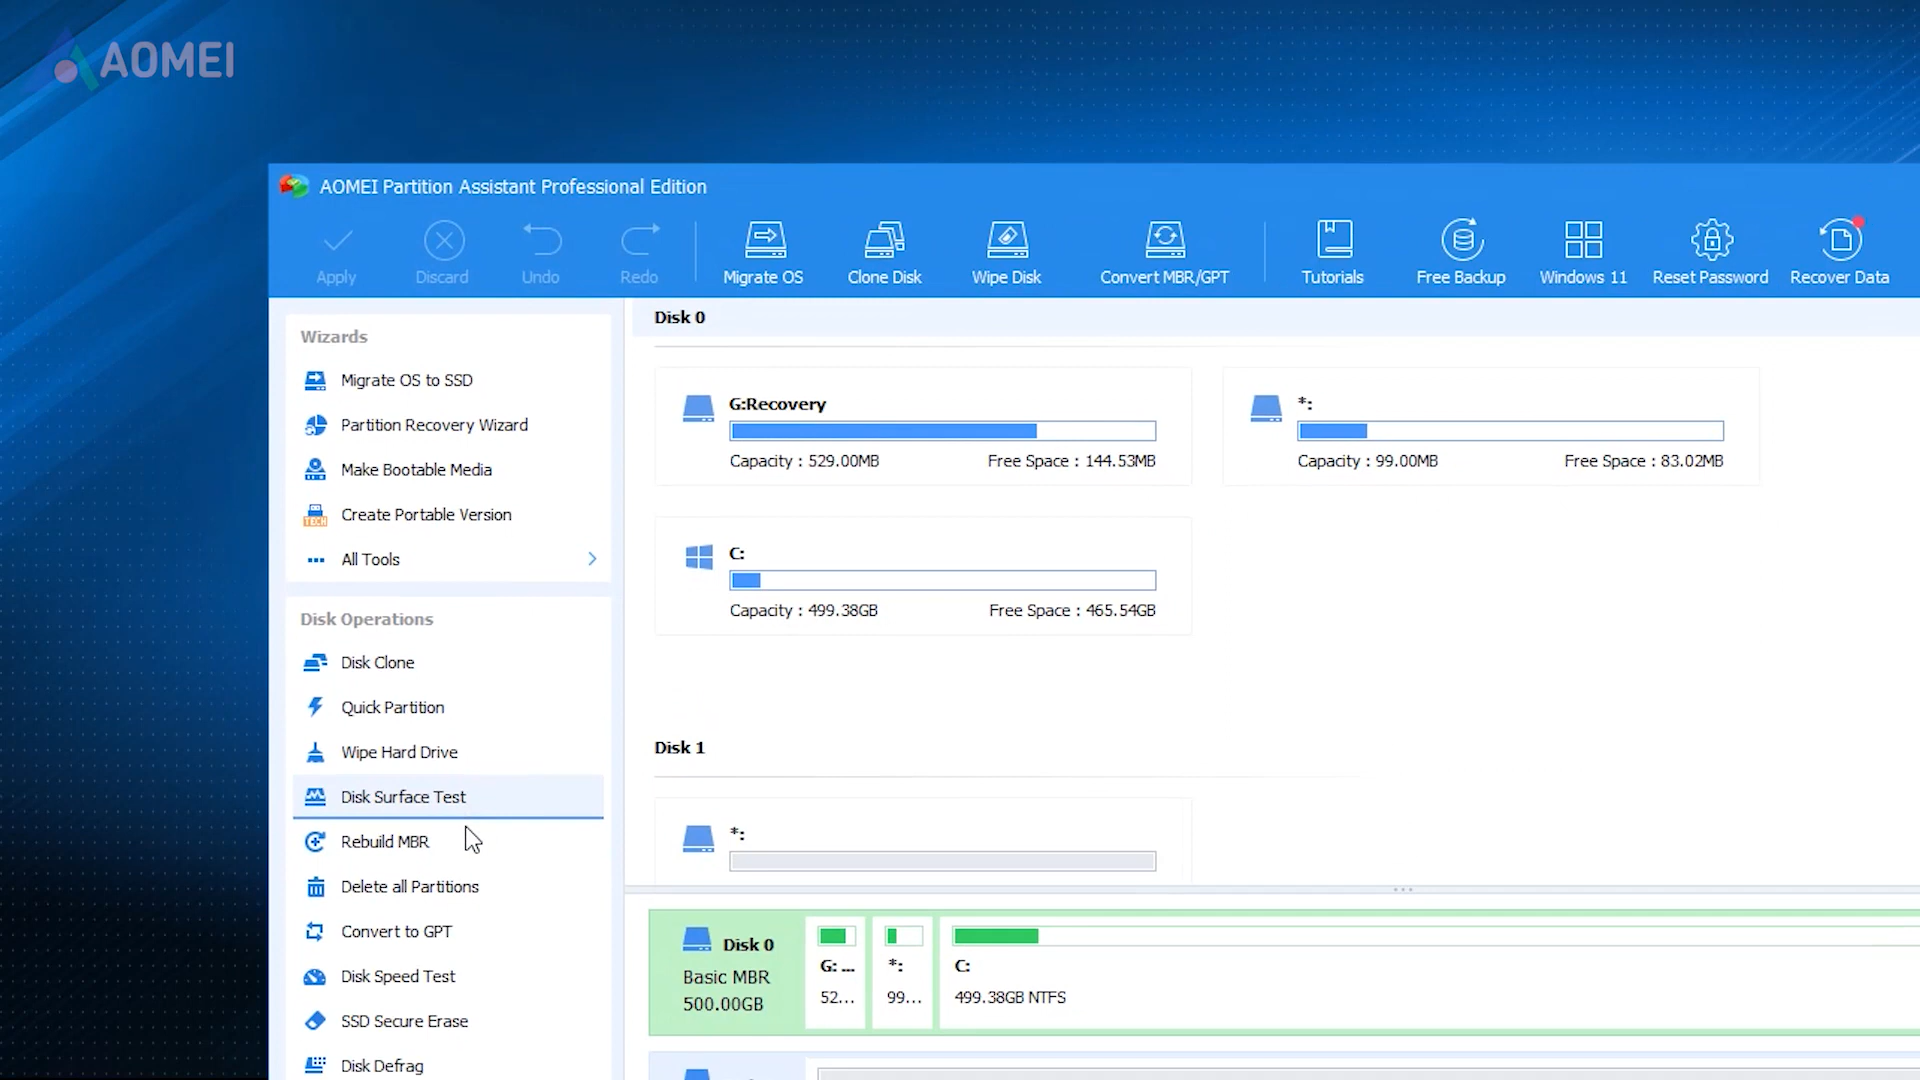 AOMEI
AOMEI Partition Assistant Professional Edition
Apply
Discard
Undo
Redo
Migrate OS
Clone Disk
Wipe Disk
Convert MBR/GPT
Tutorials
Free Backup
Windows 11
Reset Password
Recover Data
Wizards
Migrate OS to SSD
Partition Recovery Wizard
Make Bootable Media
TECH
Create Portable Version
All Tools
Disk Operations
Disk Clone
Quick Partition
Wipe Hard Drive
Disk Surface Test
Rebuild MBR
Delete all Partitions
Convert to GPT
Disk Speed Test
SSD Secure Erase
Disk Defrag
Disk 0
G:Recovery
Capacity : 529.00MB
Free Space : 144.53MB
*:
Capacity : 99.00MB
Free Space : 83.02MB
C:
Capacity : 499.38GB
Free Space : 465.54GB
Disk 1
*:
Disk 0
Basic MBR
500.00GB
G: ...
52...
*:
99...
C:
499.38GB NTFS